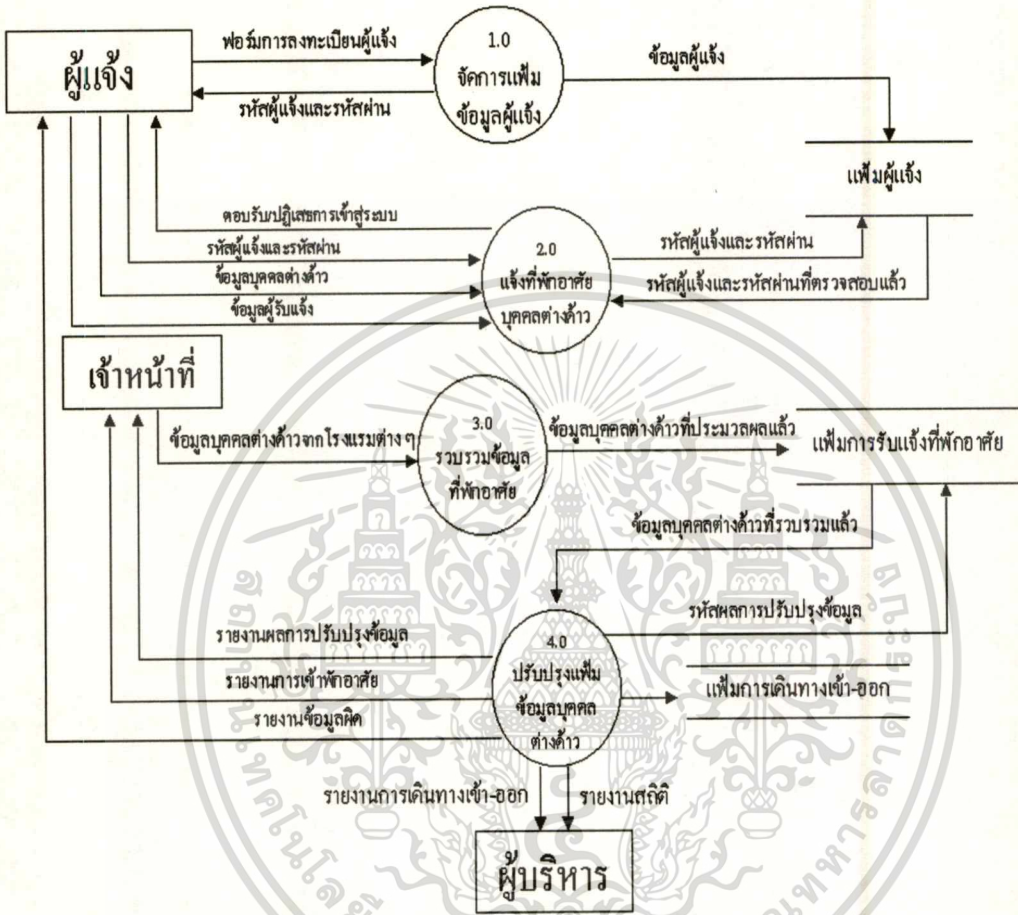 ฟอร์มการลงทะเบียนผู้แจ้ง
1.0
จัดการแฟ้ม
ข้อมูลผู้แจ้ง
ข้อมูลผู้แจ้ง
ผู้แจ้ง
รหัสผู้แจ้งและรหัสผ่าน
แฟ้มผู้แจ้ง
ตอบรับ/ปฏิเสธการเข้าสู่ระบบ
รหัสผู้แจ้งและรหัสผ่าน
ข้อมูลบุคคลต่างด้าว
ข้อมูลผู้รับแจ้ง
2.0
แจ้งที่พักอาศัย
บุคคลต่างด้าว
รหัสผู้แจ้งและรหัสผ่าน
รหัสผู้แจ้งและรหัสผ่านที่ตรวจสอบแล้ว
เจ้าหน้าที่
ข้อมูลบุคคลต่างด้าวจากโรงแรมต่าง ๆ
3.0
รวบรวมข้อมูล
ที่พักอาศัย
ข้อมูลบุคคลต่างด้าวที่ประมวลผลแล้ว
แฟ้มการรับแจ้งที่พักอาศัย
ข้อมูลบุคคลต่างด้าวที่รวบรวมแล้ว
รหัสผลการปรับปรุงข้อมูล
รายงานผลการปรับปรุงข้อมูล
รายงานการเข้าพักอาศัย
รายงานข้อมูลผิด
4.0
ปรับปรุงแฟ้ม
ข้อมูลบุคคล
ต่างด้าว
แฟ้มการเดินทางเข้า-ออก
รายงานการเดินทางเข้า-ออก
รายงานสถิติ
ผู้บริหาร